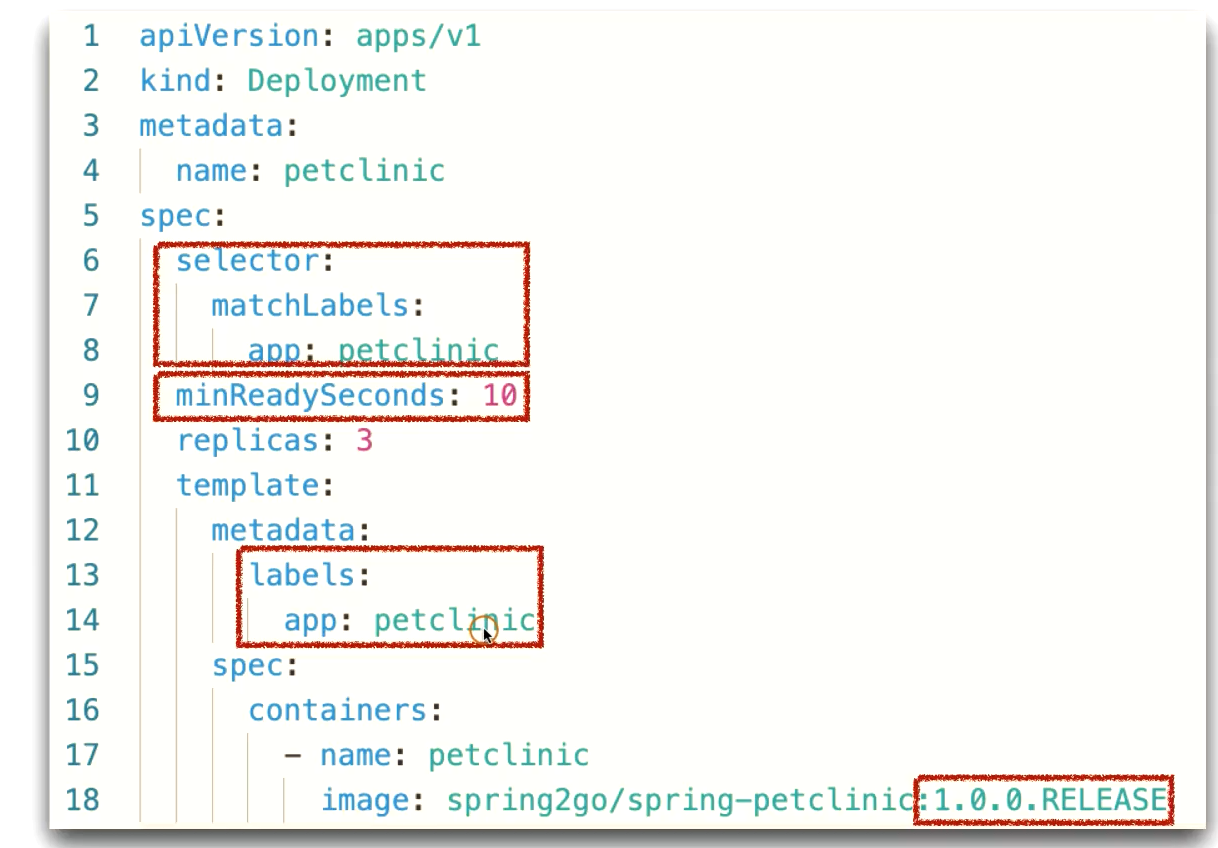 1 apiVersion: apps/v1
2 kind: Deployment
3 metadata:
4   name: petclinic
5 spec:
6   selector:
7     matchLabels:
8       app: petclinic
9   minReadySeconds: 10
10   replicas: 3
11   template:
12     metadata:
13       labels:
14         app: petclinic
15     spec:
16       containers:
17         - name: petclinic
18           image: spring2go/spring-petclinic:1.0.0.RELEASE